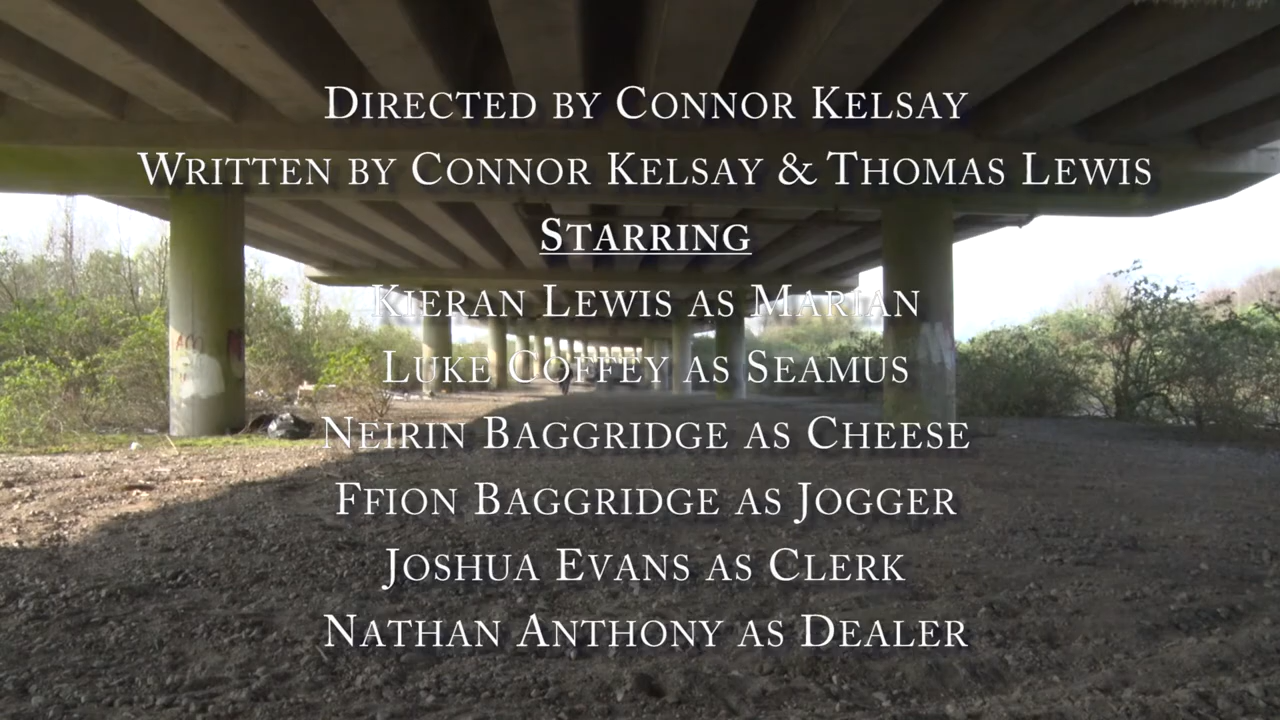 Directed by Connor Kelsay
Written by Connor Kelsay & Thomas Lewis
Starring
Kieran Lewis as Marian
Luke Coffey as Seamus
Neirin Baggridge as Cheese
Ffion Baggridge as Jogger
Joshua Evans as Clerk
Nathan Anthony as Dealer